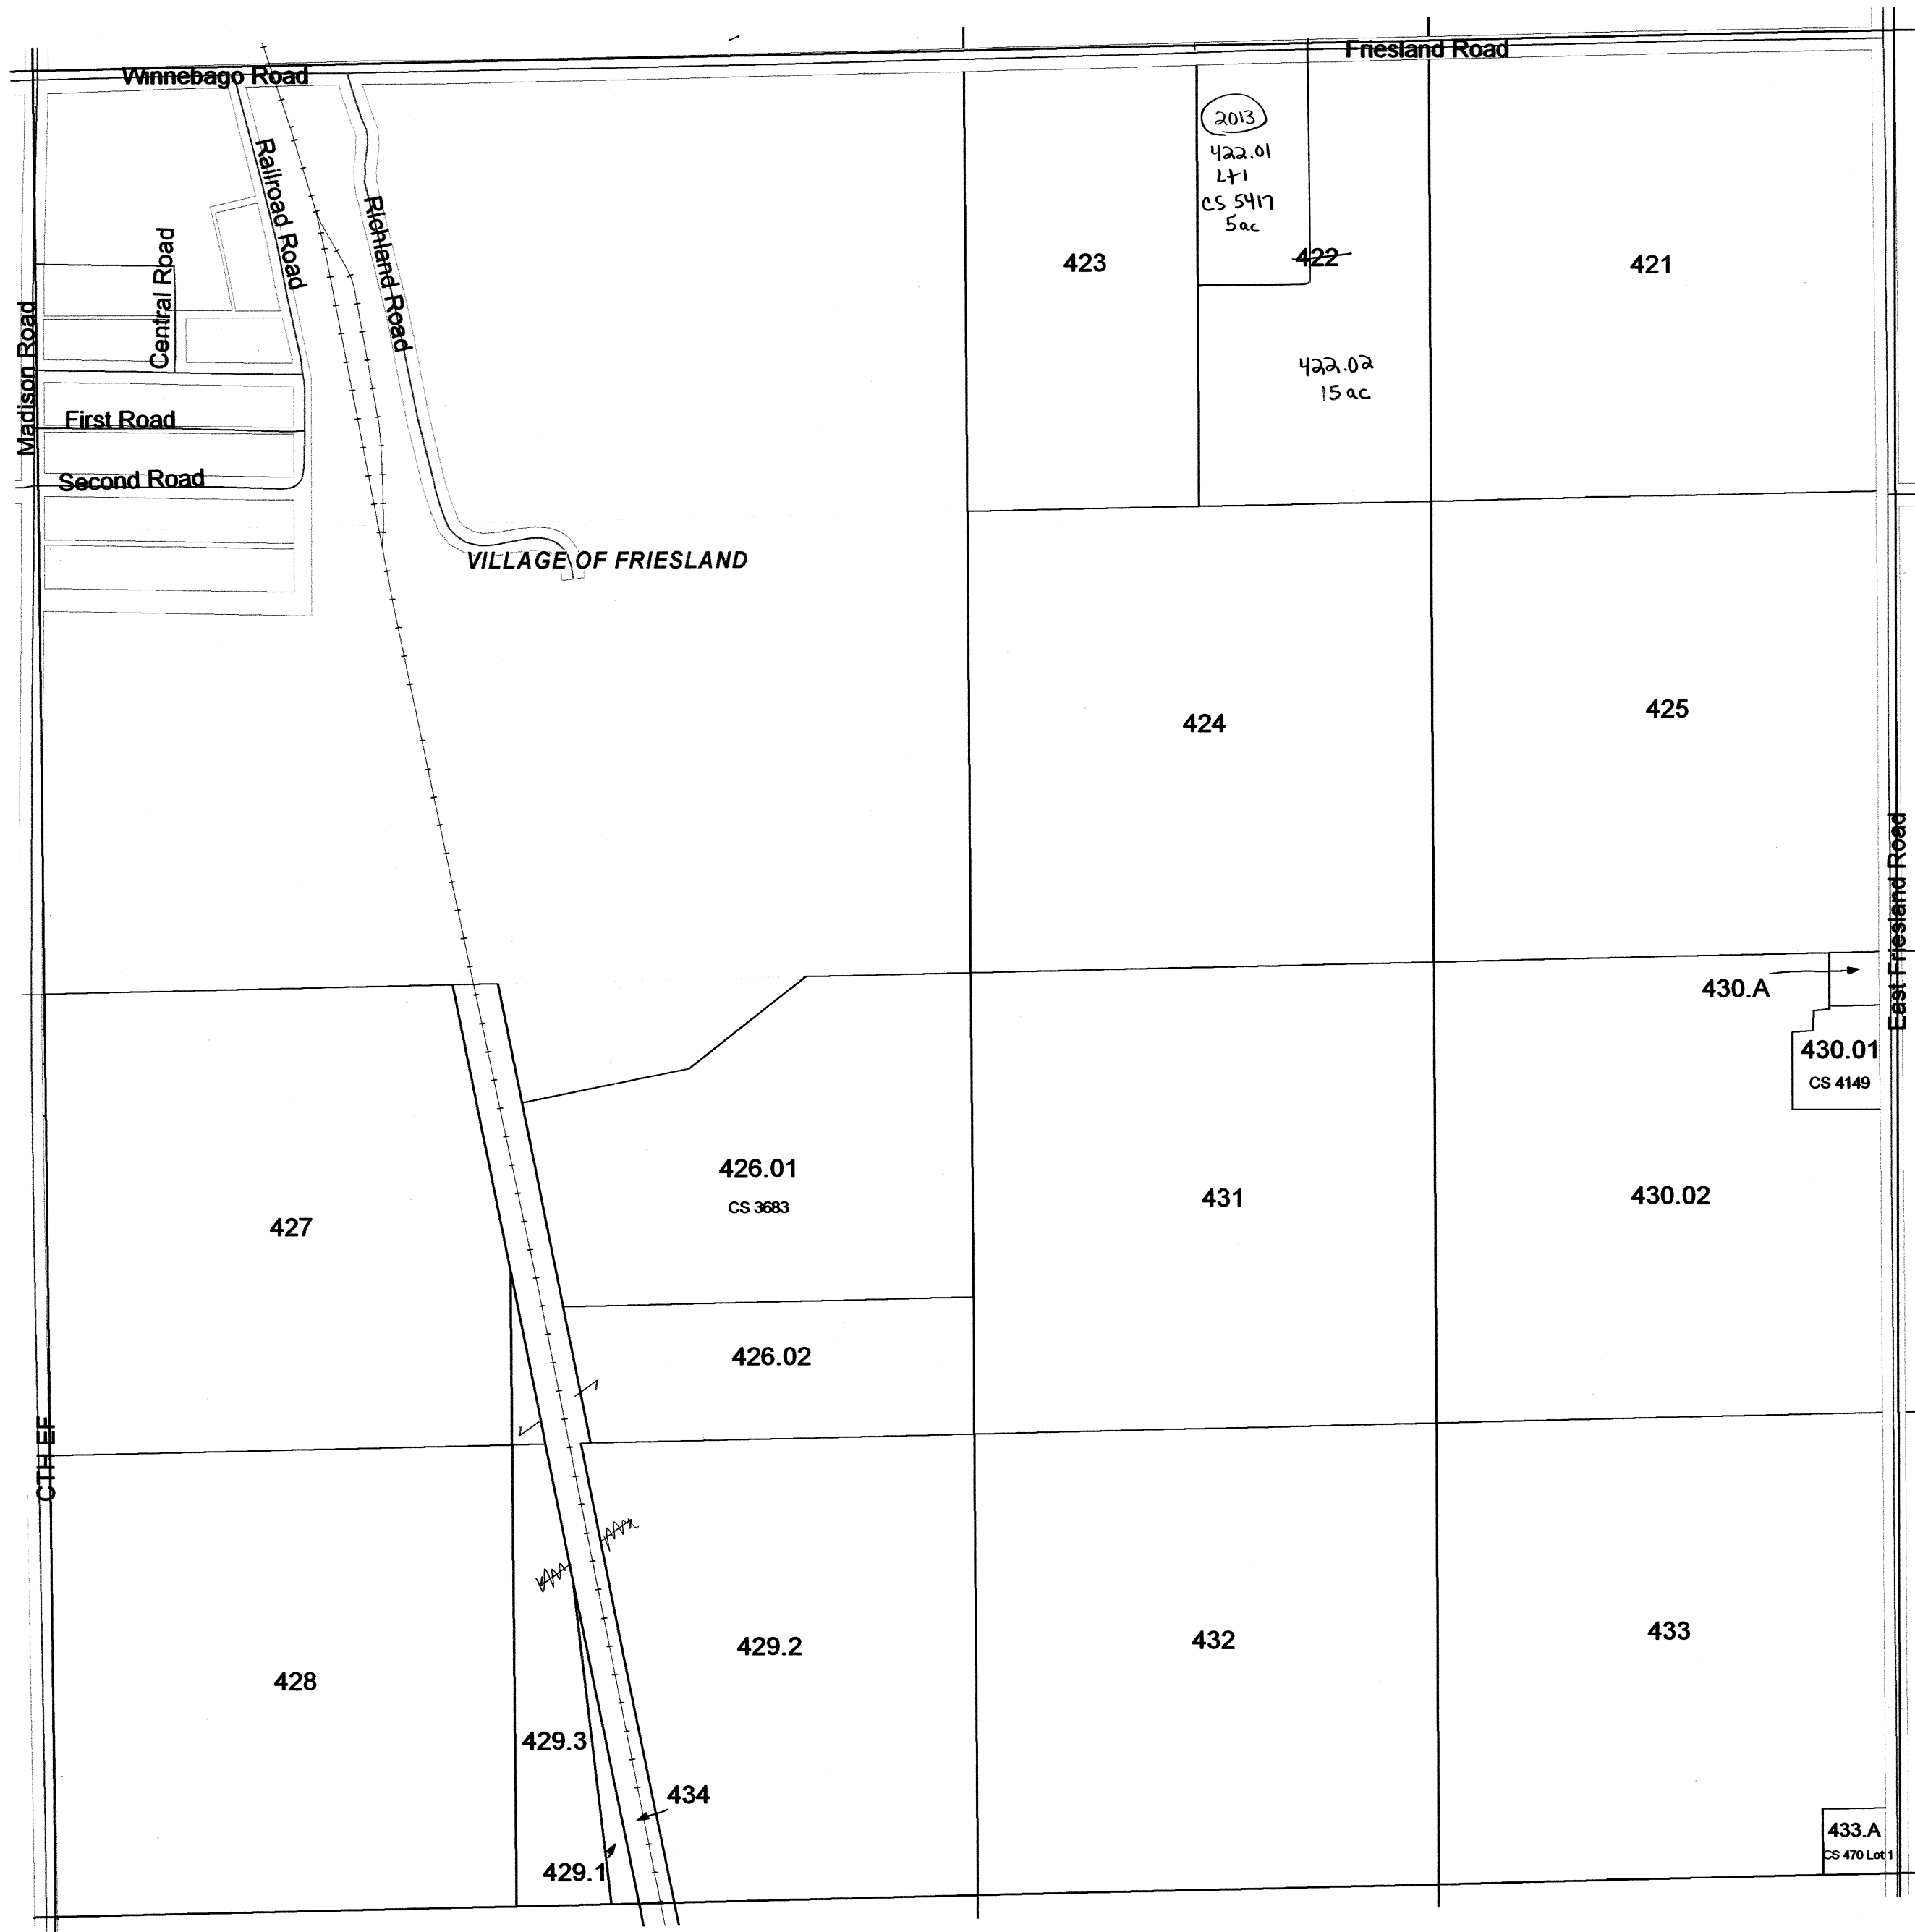 Winnebago Road
Friesland Road
Railroad Road
Richland Road
Central Road
Madison Road
First Road
Second Road
VILLAGE OF FRIESLAND
2013
422.01
Lt 1
CS 5417
5ac
423
422
421
422.02
15 ac
424
425
East Friesland Road
430.A
430.01
CS 4149
426.01
CS 3683
427
431
430.02
426.02
CTH EF
429.2
432
433
428
429.3
434
429.1
433.A
CS 470 Lot 1